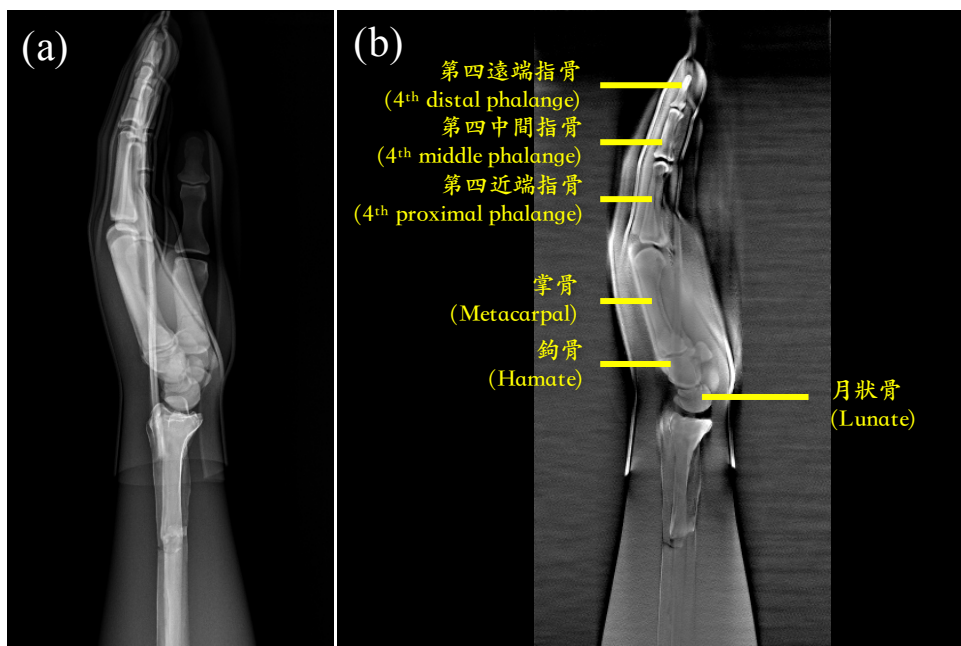 (a)
(b)
第四遠端指骨
(4th distal phalange)
第四中間指骨
(4th middle phalange)
第四近端指骨
(4th proximal phalange)
掌骨
(Metacarpal)
鉤骨
(Hamate)
月狀骨
(Lunate)